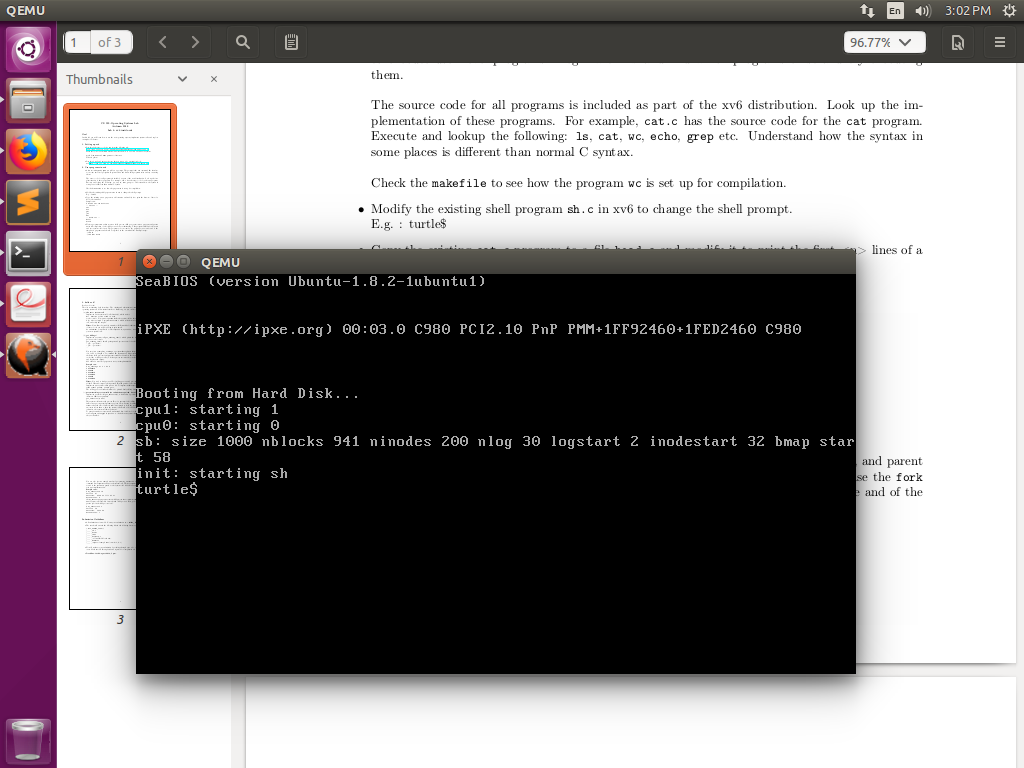 QEMU
En
3:02 PM
1 of 3
96.77%
Thumbnails
them.
The source code for all programs is included as part of the xv6 distribution. Look up the im-
plementation of these programs. For example, cat.c has the source code for the cat program.
Execute and lookup the following: ls, cat, wc, echo, grep etc. Understand how the syntax in
some places is different than normal C syntax.
Check the makefile to see how the program wc is set up for compilation.
• Modify the existing shell program sh.c in xv6 to change the shell prompt.
E.g. : turtle$
lines of a
1
2
3
QEMU
SeaBIOS (version Ubuntu-1.8.2-1ubuntu1)
iPXE (http://ipxe.org) 00:03.0 C980 PCI2.10 PnP PMM+1FF92460+1FED2460 C980
Booting from Hard Disk...
cpu1: starting 1
cpu0: starting 0
sb: size 1000 nblocks 941 ninodes 200 nlog 30 logstart 2 inodestart 32 bmap star
t 58
init: starting sh
turtle$
, and parent
the fork
and of the